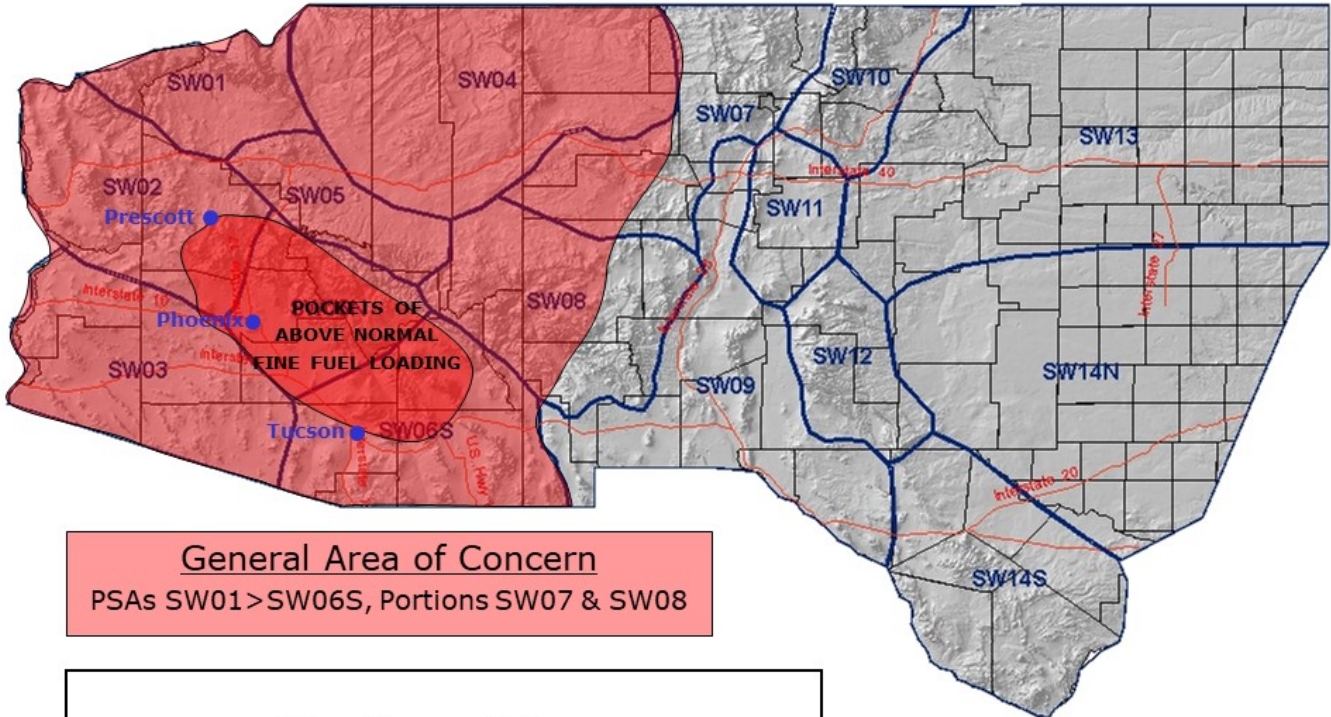 SW01
SW04
SW10
SW07
SW13
SW02
SW05
Interstate 40
SW11
Prescott
Interstate 10
SW08
POCKETS OF
ABOVE NORMAL
FINE FUEL LOADING
Phoenix
SW03
SW12
SW14N
SW09
Tucson
SW06S
U.S. Hwy
Interstate 20
Interstate 27
SW14S
General Area of Concern
PSAs SW01>SW06S, Portions SW07 & SW08